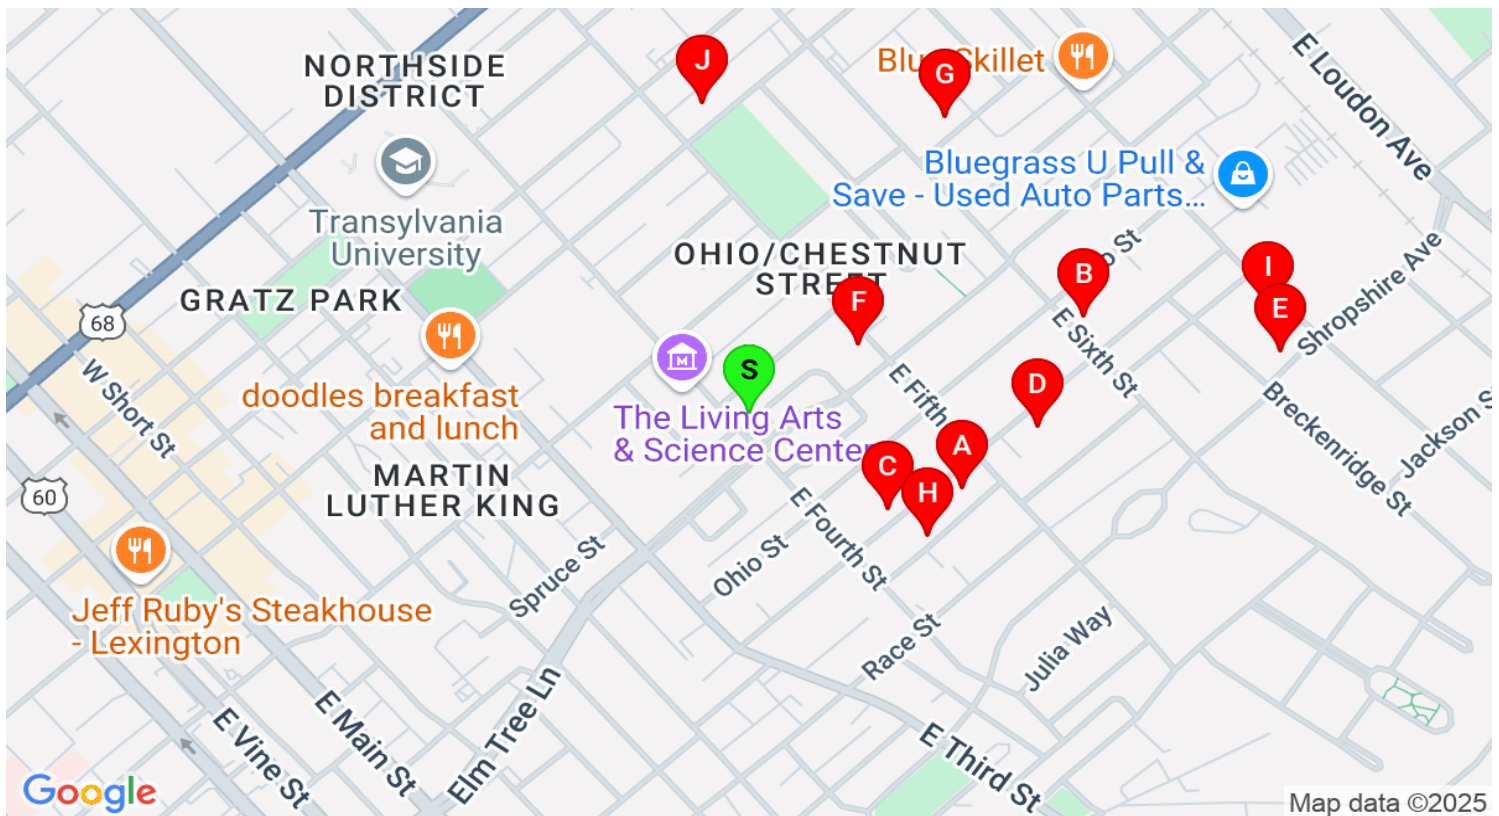 NORTHSIDE
DISTRICT
J
Blu
Skillet
G
E Loudon Ave
Transylvania
University
Bluegrass U Pull &
Save - Used Auto Parts...
OHIO/CHESTNUT
STREET
GRATZ PARK
68
F
B
o St
I
E
Shropshire Ave
W Short St
doodles breakfast
and lunch
M
S
The Living Arts
& Science Center
E Fifth
E Sixth St
D
Breckenridge St
Jackson S
60
MARTIN
LUTHER KING
C
H
A
E Fourth St
Ohio St
Spruce St
Jeff Ruby's Steakhouse
- Lexington
Race St
Julia Way
Elm Tree Ln
E Main St
E Vine St
E Third St
Google
Map data ©2025